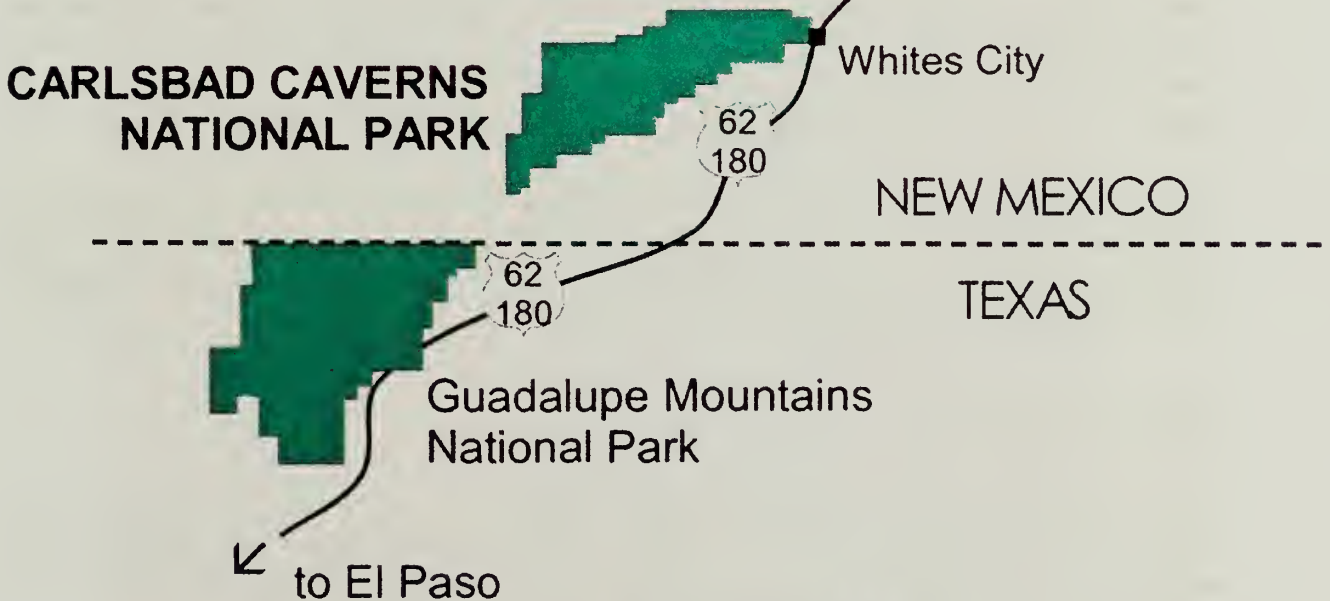 CARLSBAD CAVERNS
NATIONAL PARK
Whites City
62
180
NEW MEXICO
62
180
TEXAS
Guadalupe Mountains
National Park
to El Paso